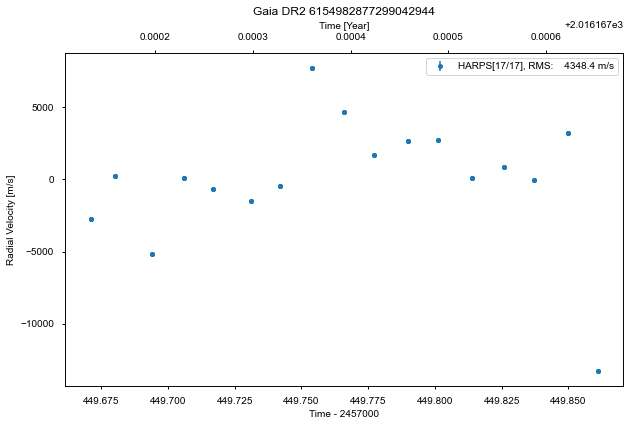 Gaia DR2 6154982877299042944
Time [Year]
+2.016167e3
0.0002 0.0003 0.0004 0.0005 0.0006
HARPS[17/17], RMS: 4348.4 m/s
Radial Velocity [m/s]
5000
0
−5000
−10000
449.675 449.700 449.725 449.750 449.775 449.800 449.825 449.850
Time - 2457000